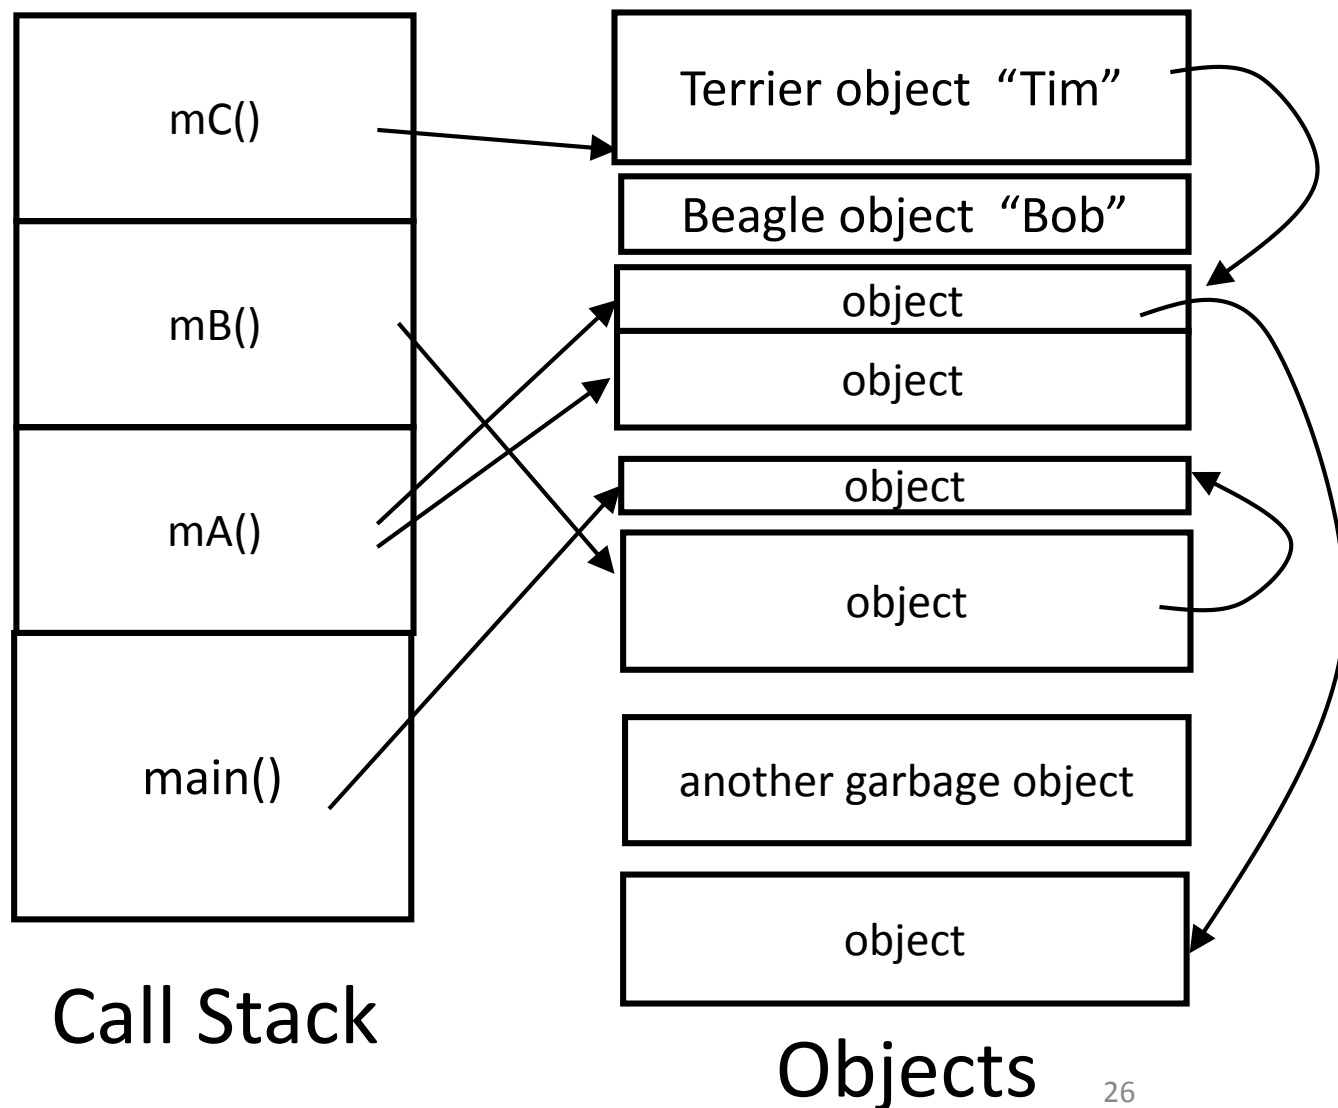 mC()
mB()
mA()
main()
Call Stack
Terrier object “Tim”
Beagle object “Bob”
object
object
object
object
another garbage object
object
Objects
26